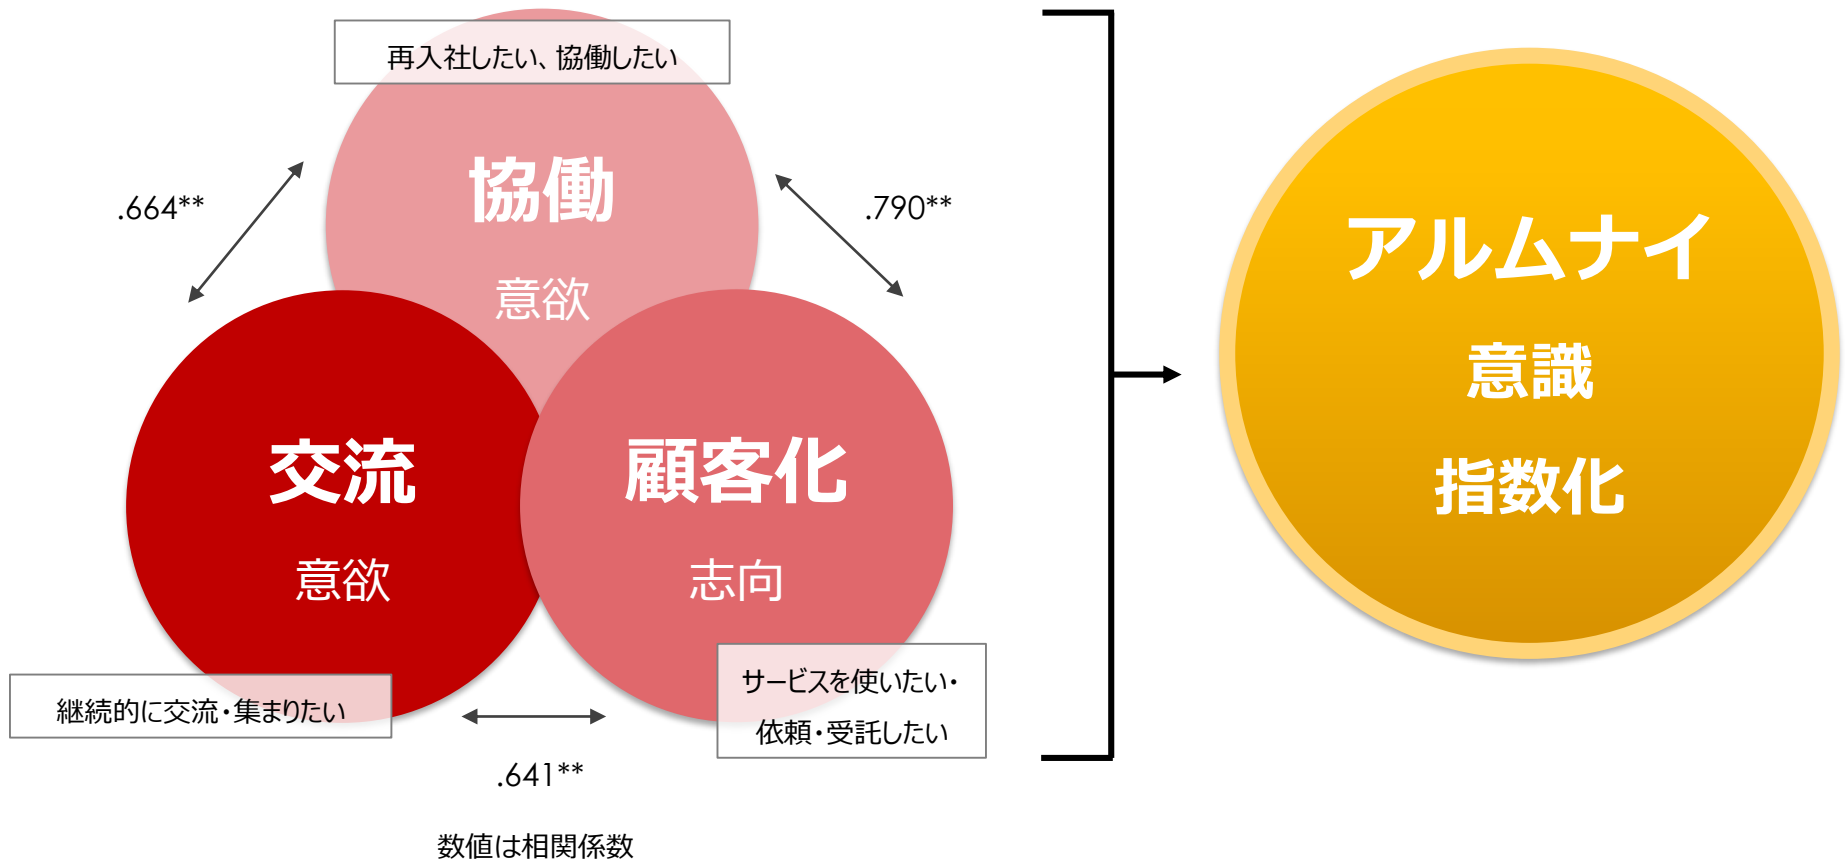 再入社したい、協働したい
協働
意欲
.664**
.790**
交流
意欲
顧客化
志向
継続的に交流・集まりたい
サービスを使いたい・
依頼・受託したい
.641**
数値は相関係数
アルムナイ
意識
指数化